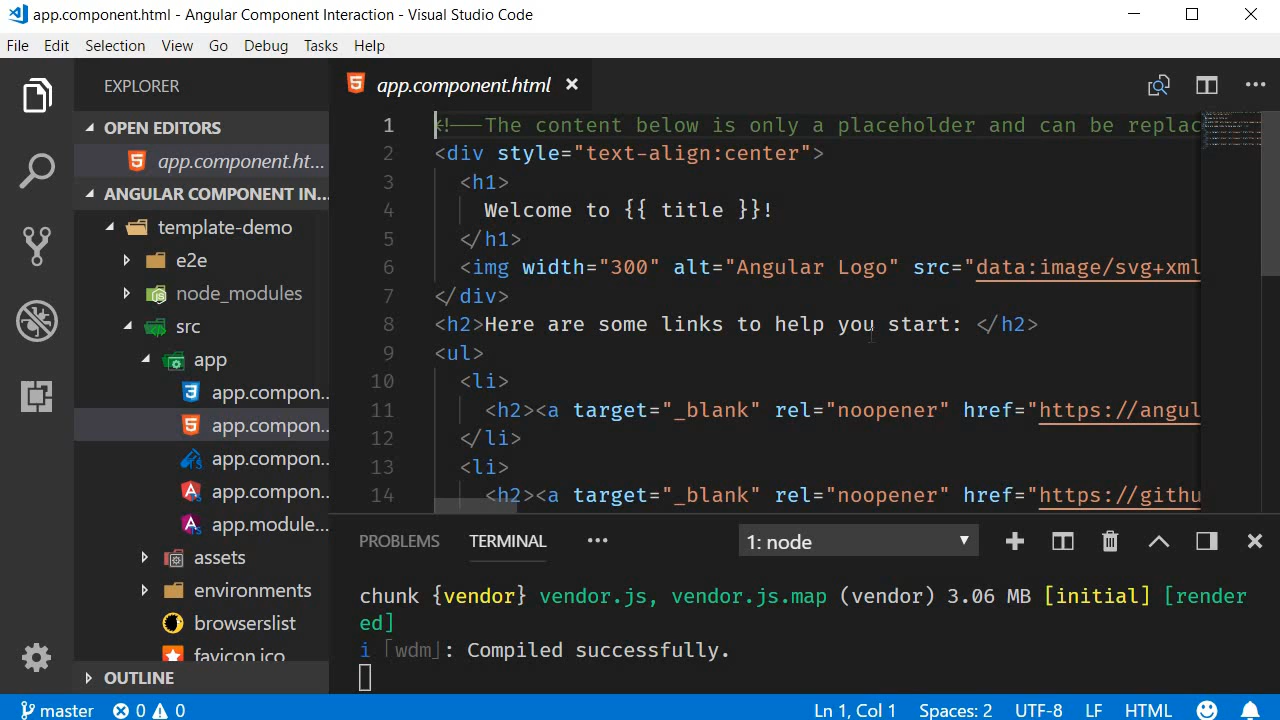 app.component.html - Angular Component Interaction - Visual Studio Code
File Edit Selection View Go Debug Tasks Help
EXPLORER
OPEN EDITORS
app.component.ht...
ANGULAR COMPONENT IN...
template-demo
e2e
node_modules
src
app
app.compon...
app.compon...
app.compon...
app.compon...
app.module...
assets
environments
browserslist
favicon.ico
OUTLINE
app.component.html
1 <!--The content below is only a placeholder and can be replac
2 <div style="text-align:center">
3 <h1>
4 Welcome to {{ title }}!
5 </h1>
6 <img width="300" alt="Angular Logo" src="data:image/svg+xml
7 </div>
8 <h2>Here are some links to help you start: </h2>
9 <ul>
10 <li>
11 <h2><a target="_blank" rel="noopener" href="https://angul
12 </li>
13 <li>
14 <h2><a target="_blank" rel="noopener" href="https://githu
PROBLEMS TERMINAL ... 1: node
chunk {vendor} vendor.js, vendor.js.map (vendor) 3.06 MB [initial] [render
ed]
i ｢wdm｣: Compiled successfully.
master 0 0 Ln 1, Col 1 Spaces: 2 UTF-8 LF HTML